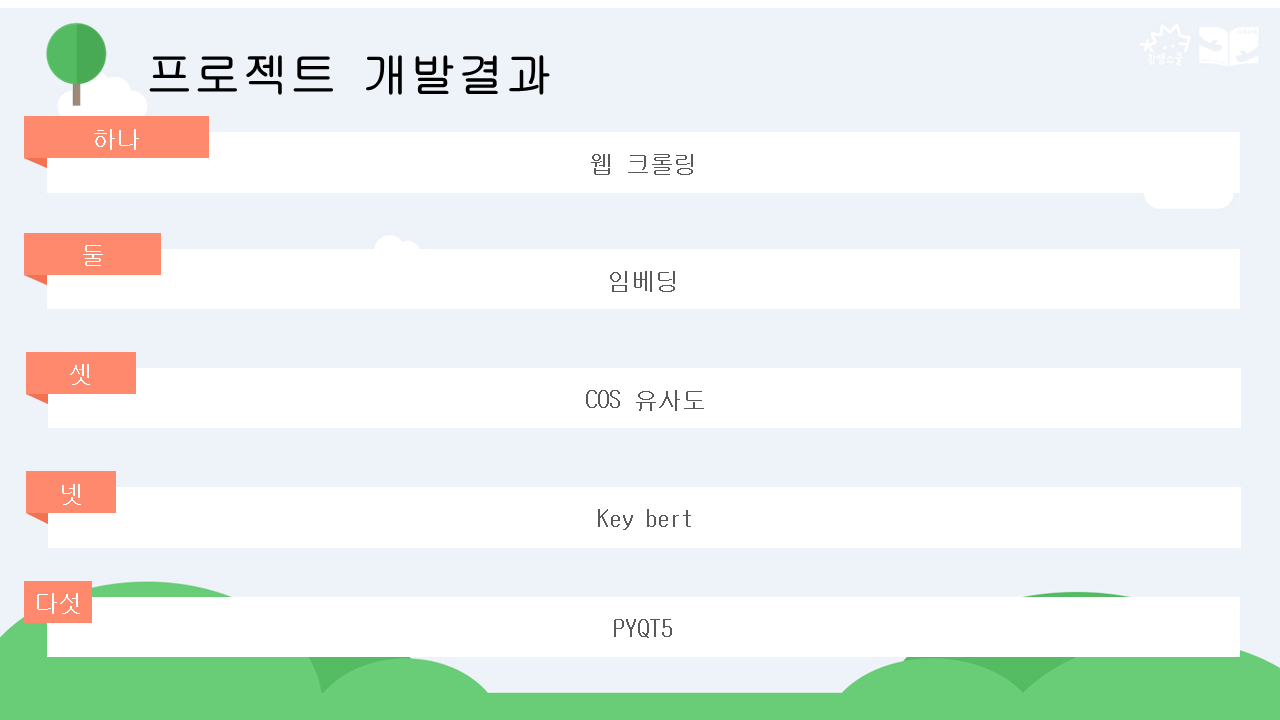 프로젝트 개발결과
하나
웹 크롤링
둘
임베딩
셋
COS 유사도
넷
Key bert
다섯
PYQT5